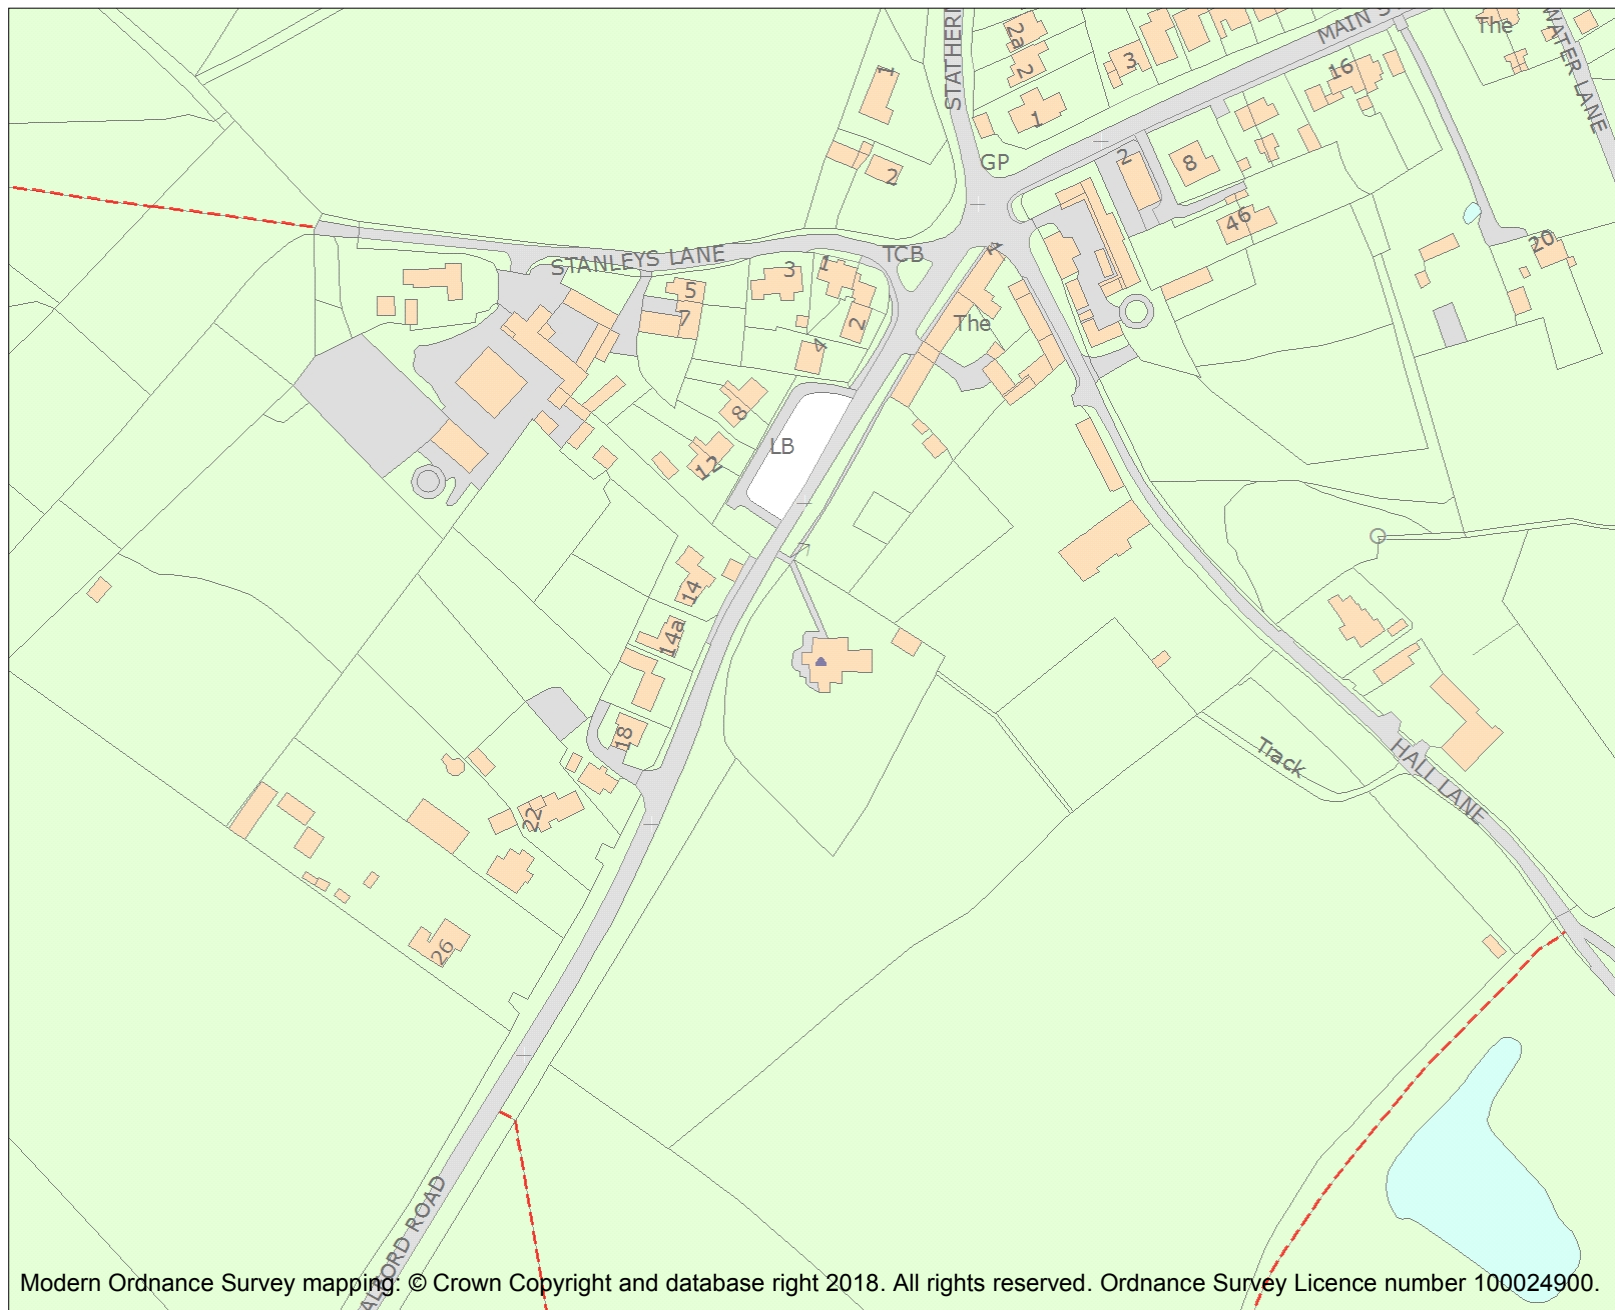 The
MAIN S
WATER LANE
STATHERI
2a
2
1
3
1
16
2
8
GP
2
46
20
TCB
STANLEYS LANE
4
3
1
5
7
2
The
4
8
LB
12
14
14a
18
22
26
Track
HALL LANE
ALFORD ROAD
Modern Ordnance Survey mapping: © Crown Copyright and database right 2018. All rights reserved. Ordnance Survey Licence number 100024900.